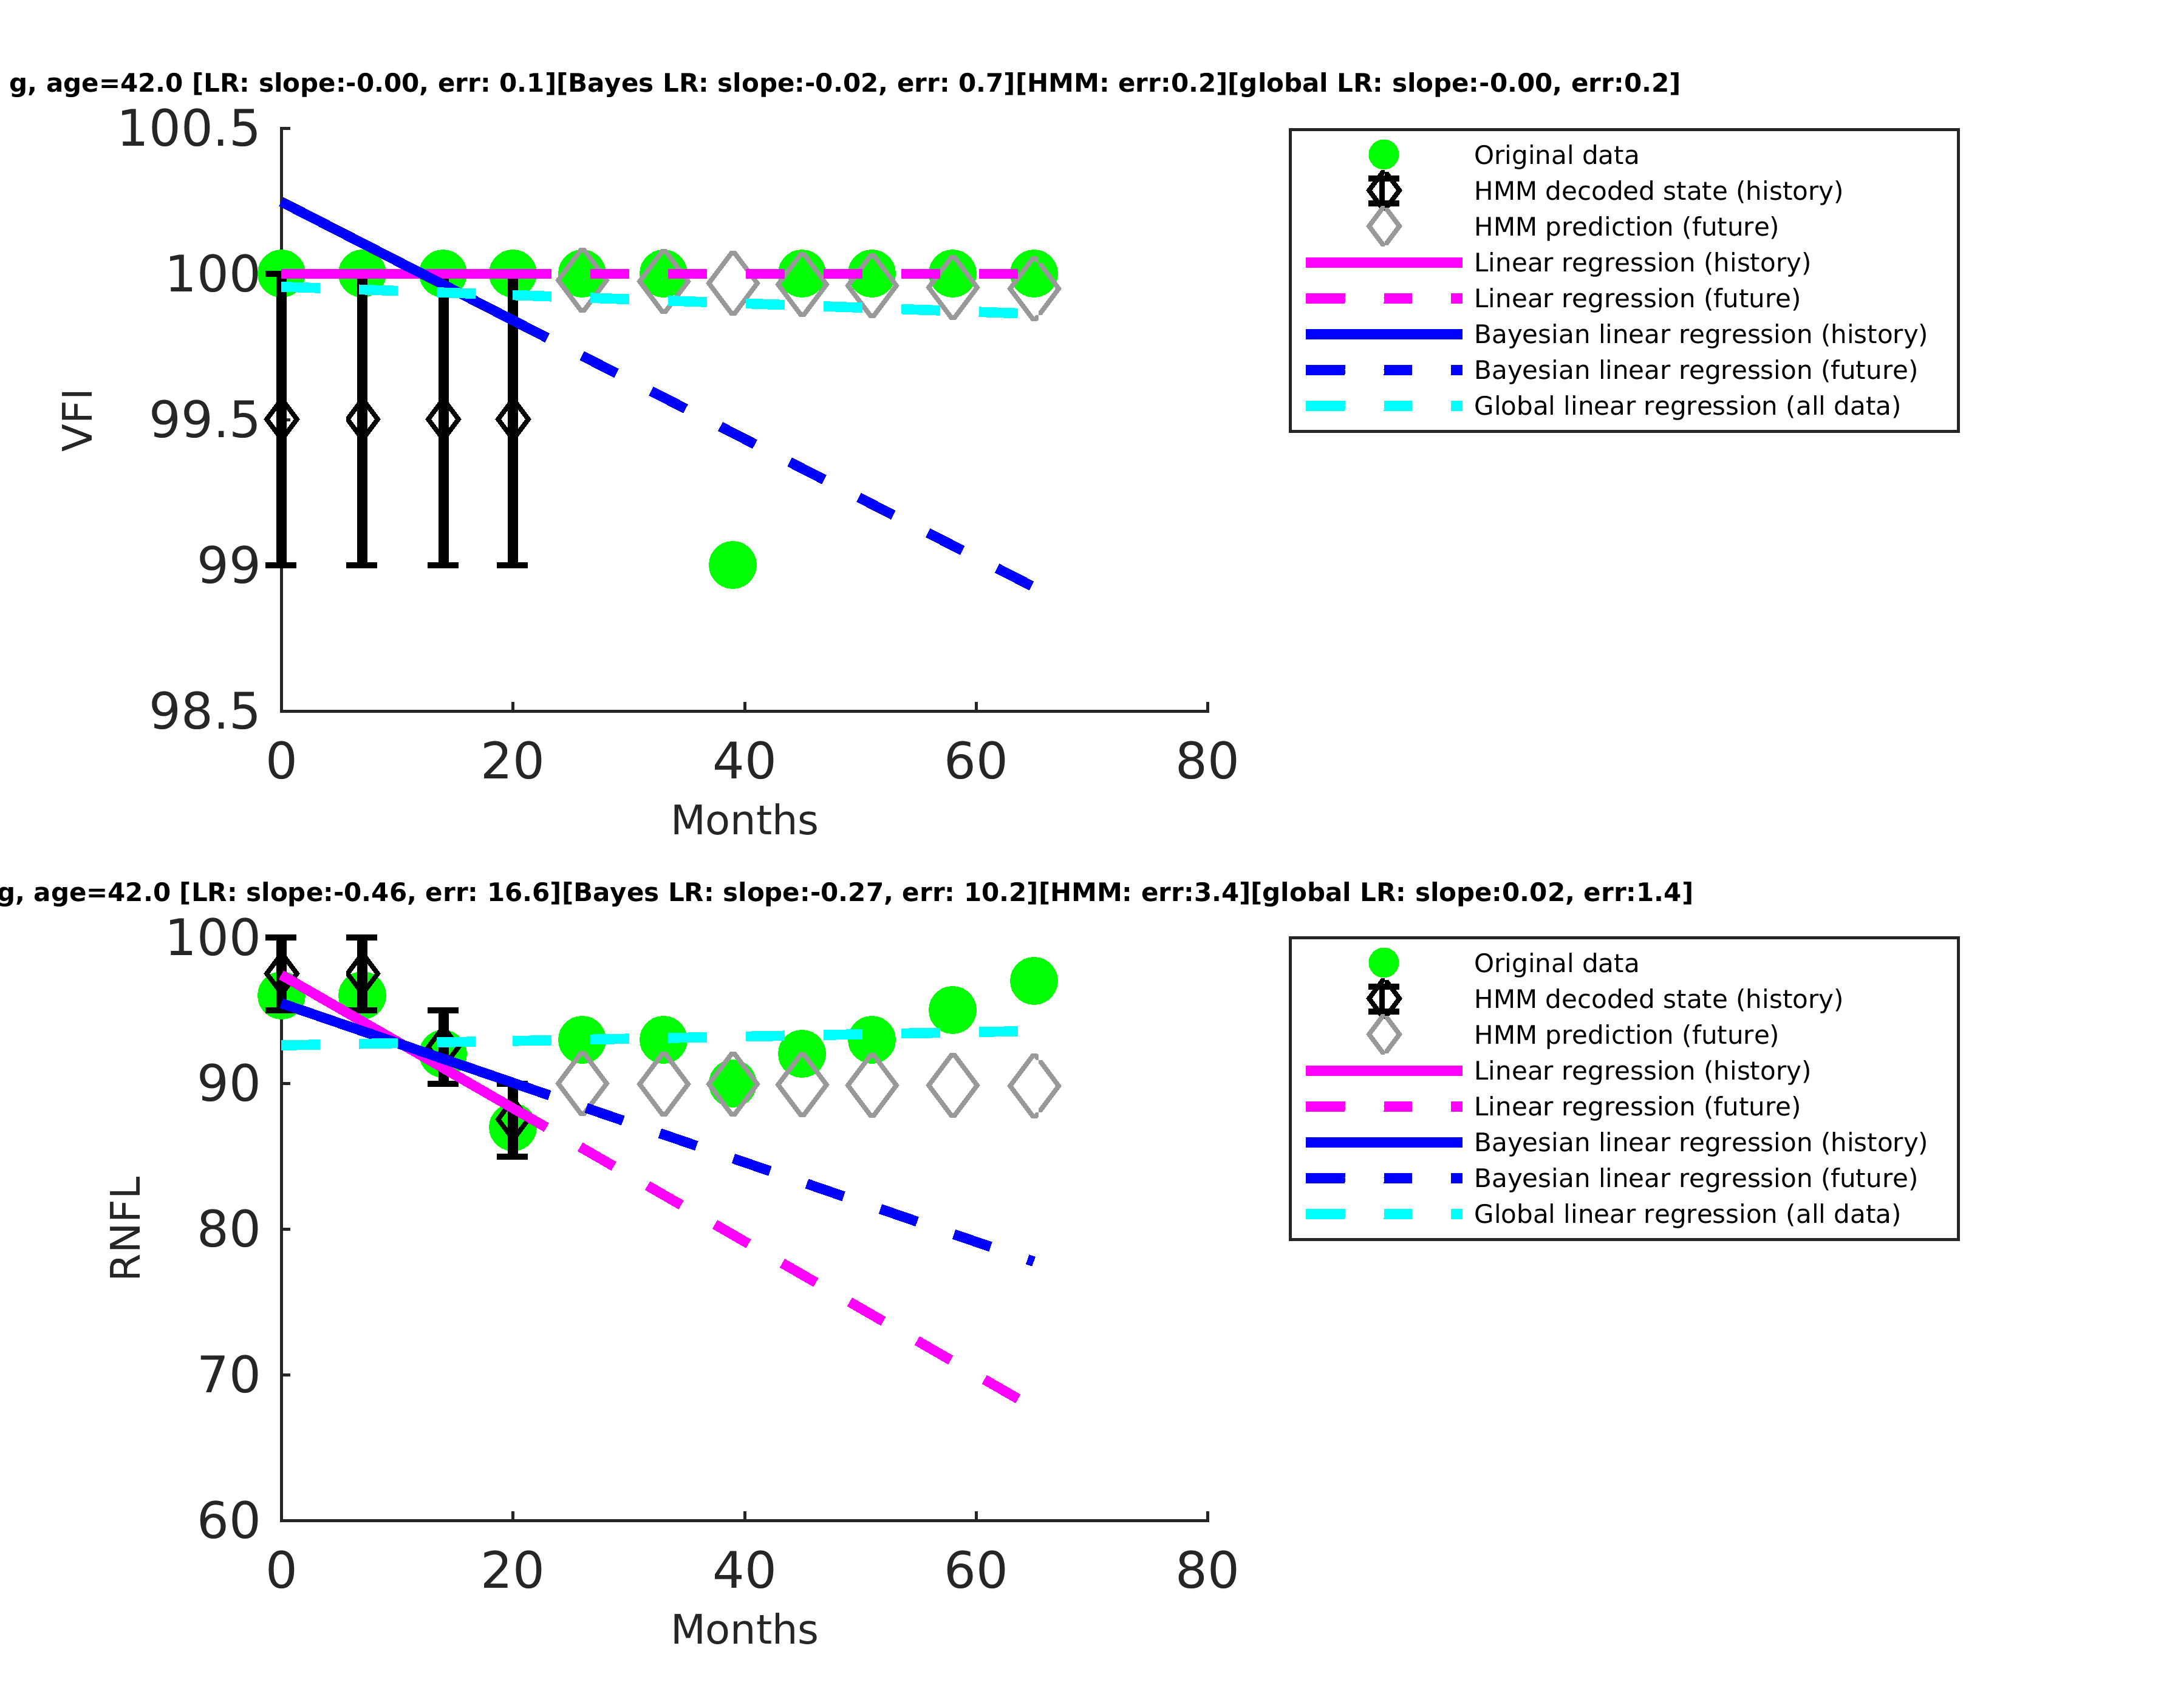 g, age=42.0 [LR: slope:-0.00, err: 0.1][Bayes LR: slope:-0.02, err: 0.7][HMM: err:0.2][global LR: slope:-0.00, err:0.2]
100.5
100
99.5
99
98.5
VFI
0 20 40 60 80
Months
Original data
HMM decoded state (history)
HMM prediction (future)
Linear regression (history)
Linear regression (future)
Bayesian linear regression (history)
Bayesian linear regression (future)
Global linear regression (all data)
g, age=42.0 [LR: slope:-0.46, err: 16.6][Bayes LR: slope:-0.27, err: 10.2][HMM: err:3.4][global LR: slope:0.02, err:1.4]
100
90
80
70
60
RNFL
0 20 40 60 80
Months
Original data
HMM decoded state (history)
HMM prediction (future)
Linear regression (history)
Linear regression (future)
Bayesian linear regression (history)
Bayesian linear regression (future)
Global linear regression (all data)